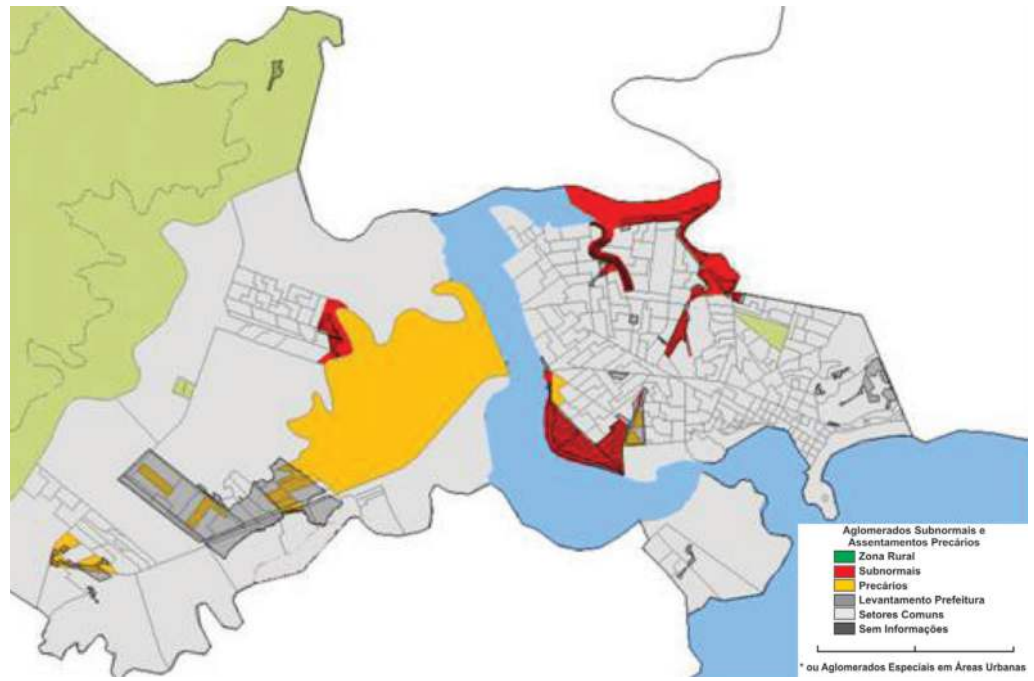 Aglomerados Subnormais e
Assentamentos Precários
Zona Rural
Subnormais
Precários
Levantamento Prefeitura
Setores Comuns
Sem Informações
* ou Aglomerados Especiais em Áreas Urbanas